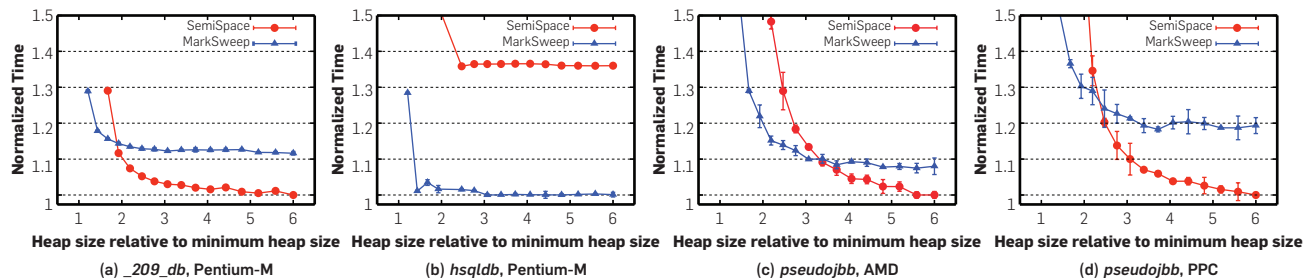 Normalized Time
1.5
1.4
1.3
1.2
1.1
1
SemiSpace
MarkSweep
1 2 3 4 5 6
Heap size relative to minimum heap size
(a) _209_db, Pentium-M
Normalized Time
1.5
1.4
1.3
1.2
1.1
1
SemiSpace
MarkSweep
1 2 3 4 5 6
Heap size relative to minimum heap size
(b) hsqldb, Pentium-M
Normalized Time
1.5
1.4
1.3
1.2
1.1
1
SemiSpace
MarkSweep
1 2 3 4 5 6
Heap size relative to minimum heap size
(c) pseudojbb, AMD
Normalized Time
1.5
1.4
1.3
1.2
1.1
1
SemiSpace
MarkSweep
1 2 3 4 5 6
Heap size relative to minimum heap size
(d) pseudojbb, PPC